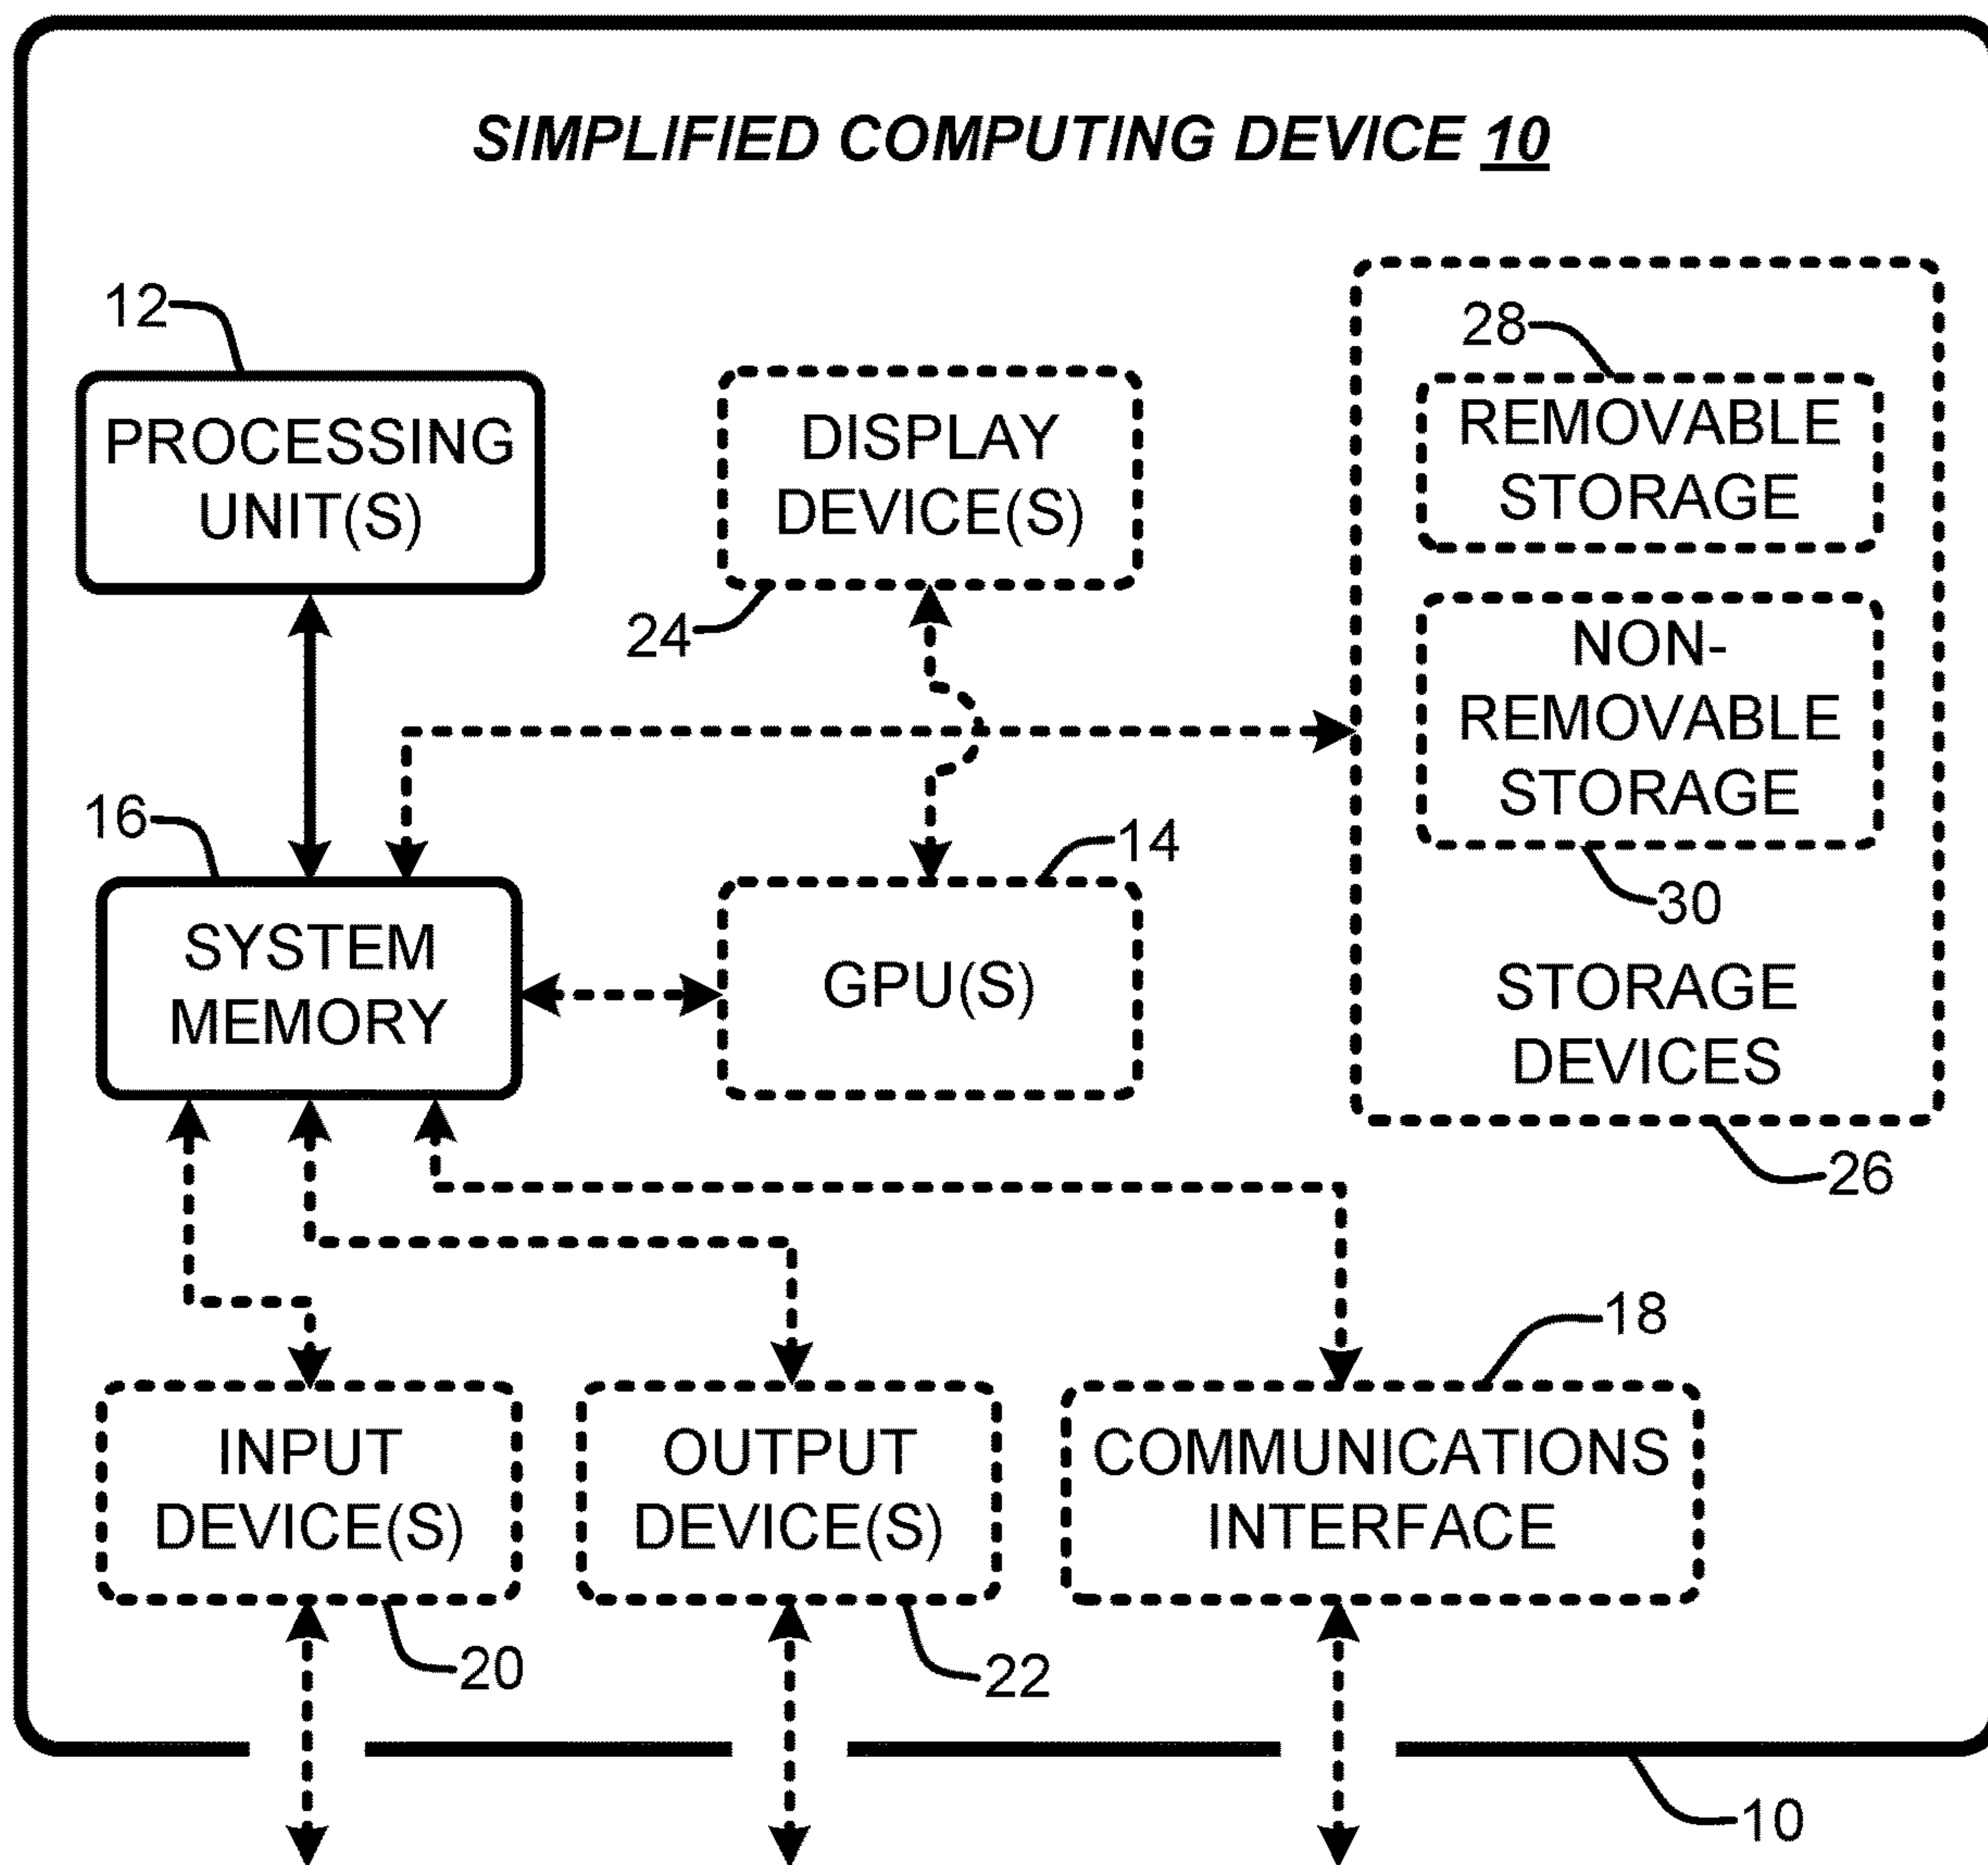 SIMPLIFIED COMPUTING DEVICE 10
12
PROCESSING
UNIT(S)
DISPLAY
DEVICE(S)
24
28
REMOVABLE
STORAGE
NON-
REMOVABLE
STORAGE
30
STORAGE
DEVICES
26
16
SYSTEM
MEMORY
14
GPU(S)
INPUT
DEVICE(S)
20
OUTPUT
DEVICE(S)
22
18
COMMUNICATIONS
INTERFACE
10